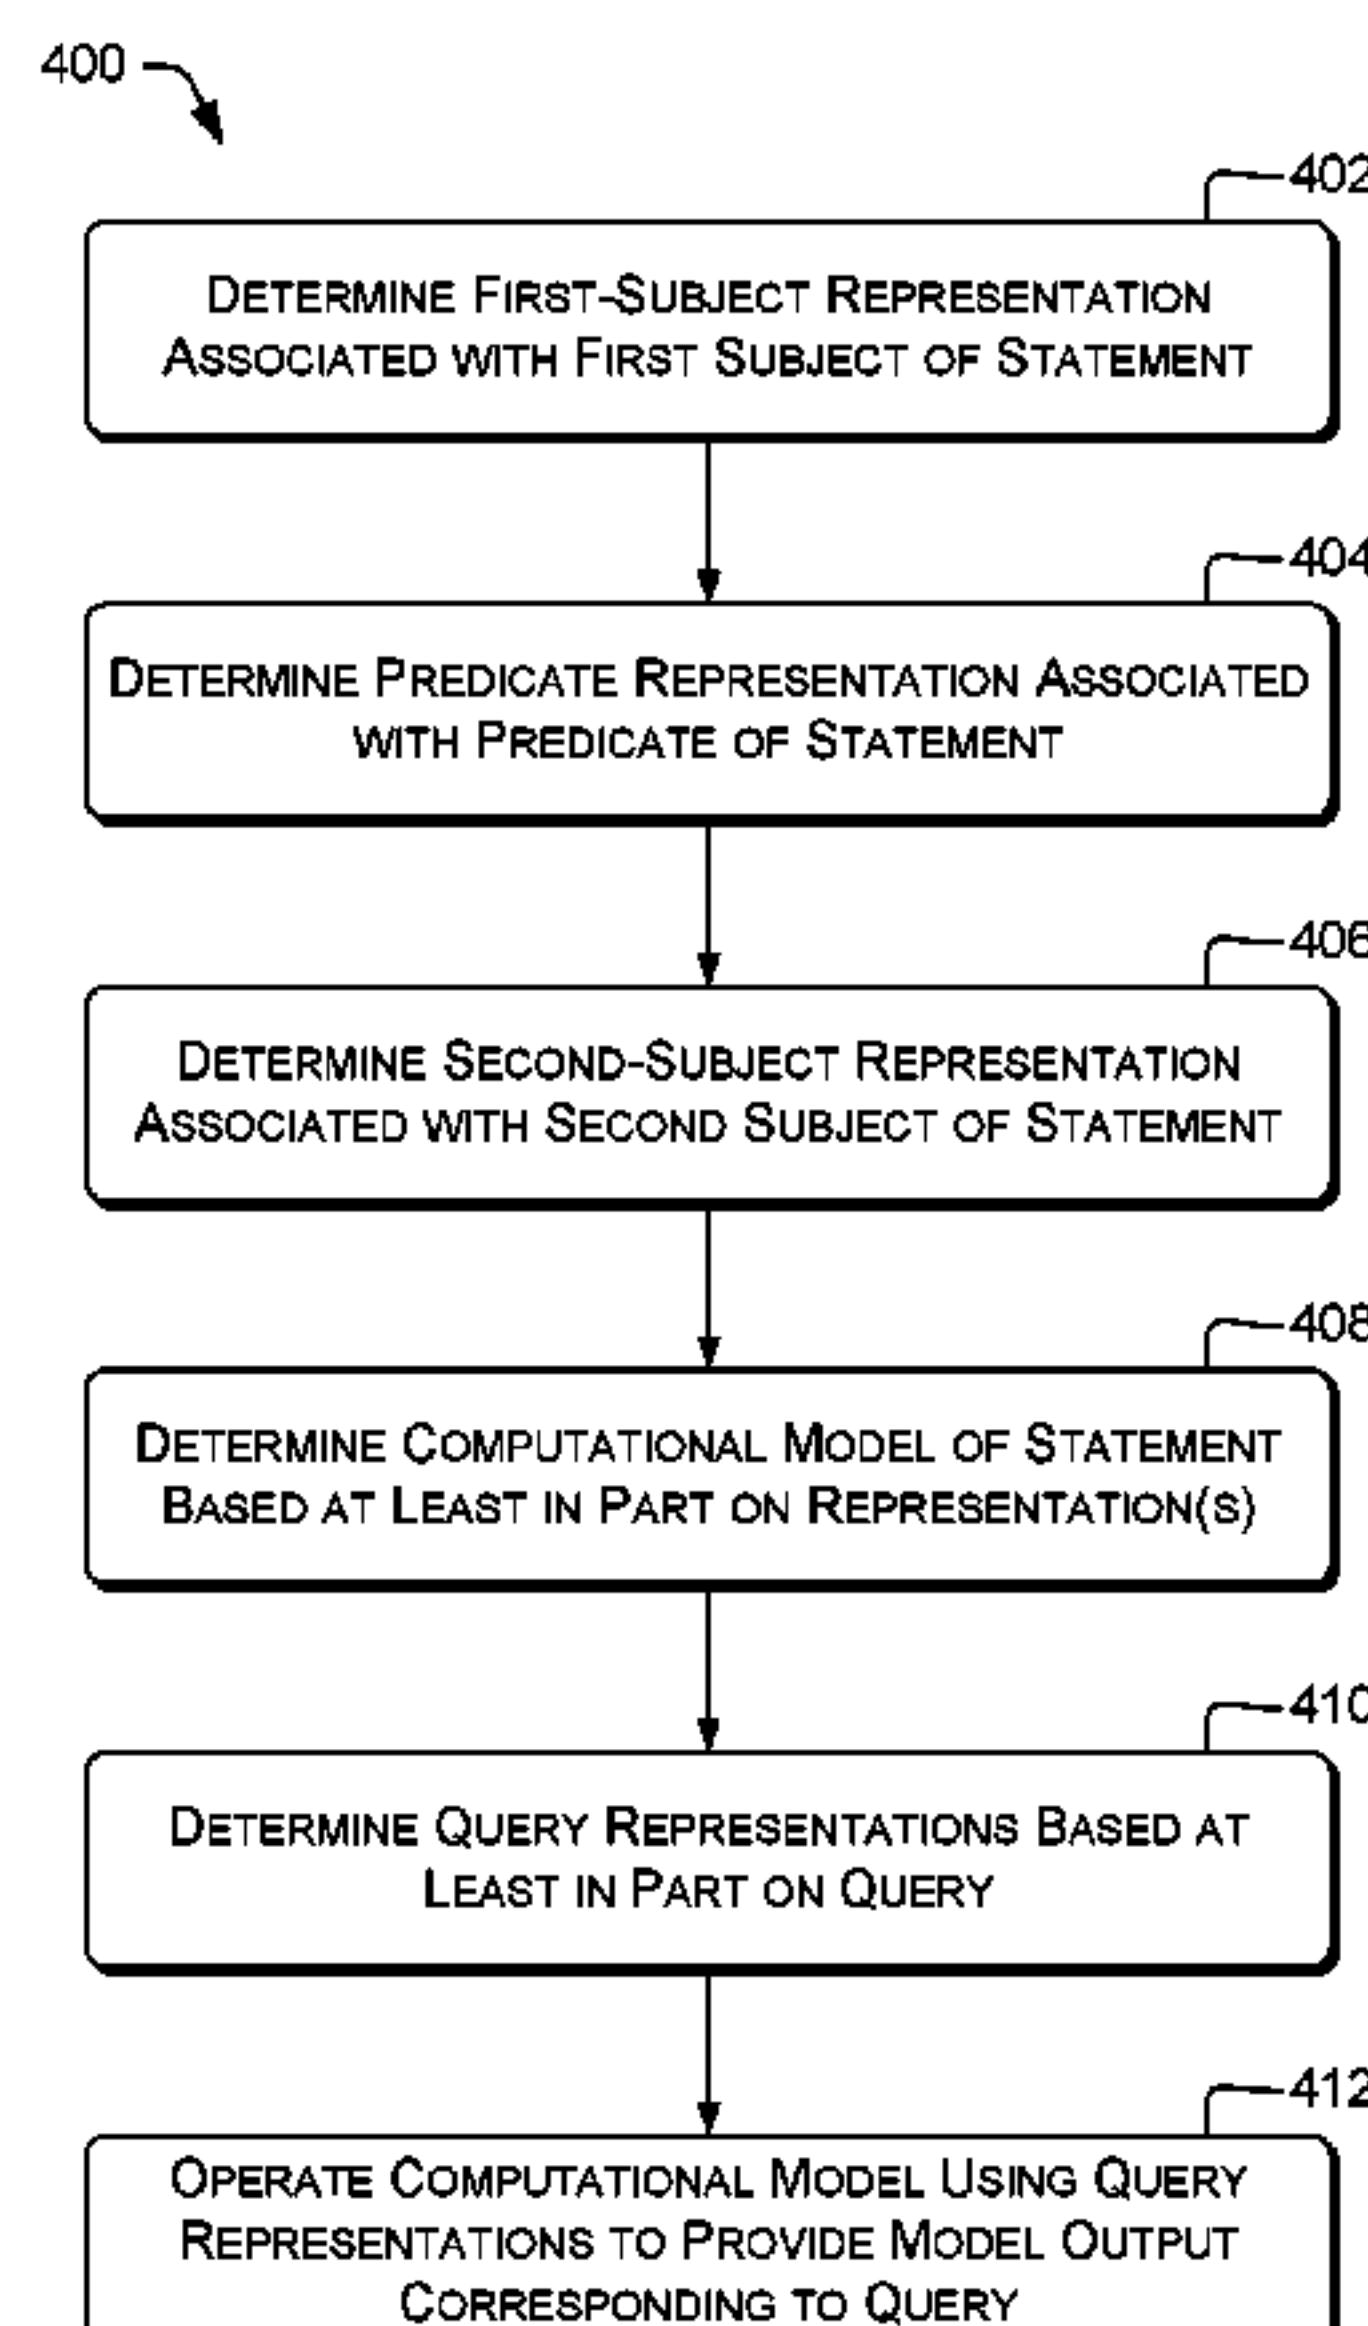 400
402
DETERMINE FIRST-SUBJECT REPRESENTATION
ASSOCIATED WITH FIRST SUBJECT OF STATEMENT
404
DETERMINE PREDICATE REPRESENTATION ASSOCIATED
WITH PREDICATE OF STATEMENT
406
DETERMINE SECOND-SUBJECT REPRESENTATION
ASSOCIATED WITH SECOND SUBJECT OF STATEMENT
408
DETERMINE COMPUTATIONAL MODEL OF STATEMENT
BASED AT LEAST IN PART ON REPRESENTATION(S)
410
DETERMINE QUERY REPRESENTATIONS BASED AT
LEAST IN PART ON QUERY
412
OPERATE COMPUTATIONAL MODEL USING QUERY
REPRESENTATIONS TO PROVIDE MODEL OUTPUT
CORRESPONDING TO QUERY